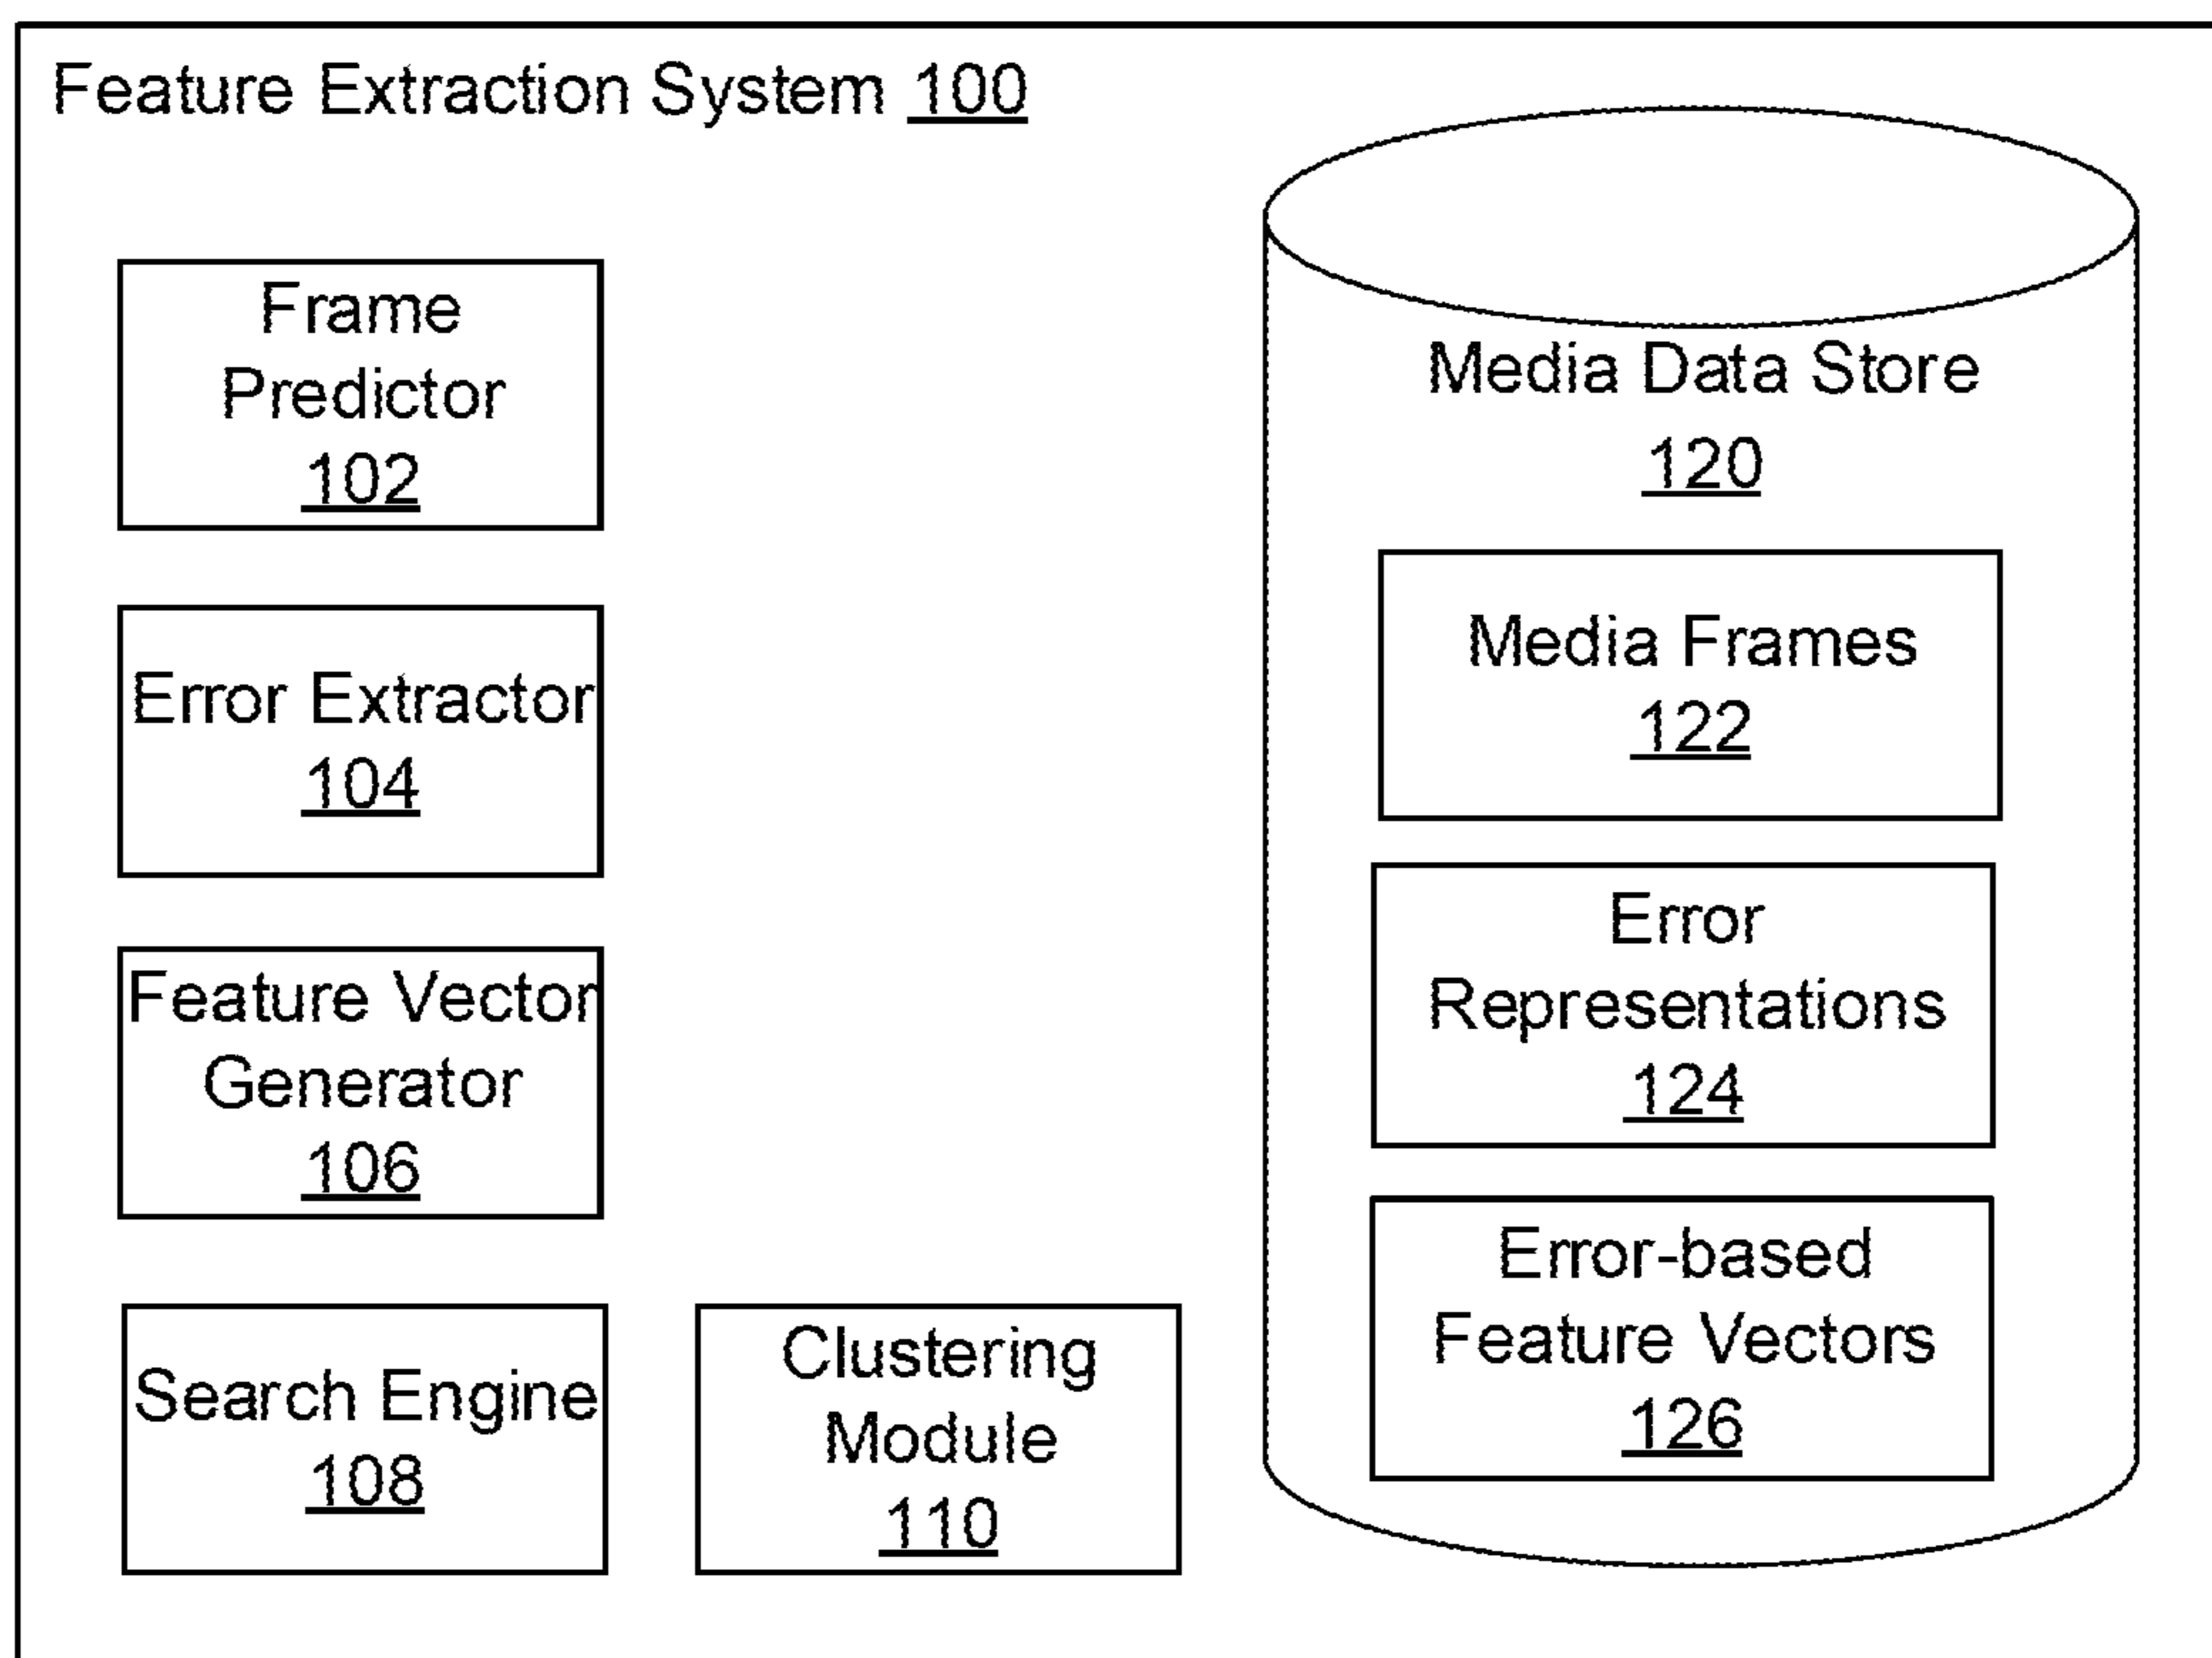 Feature Extraction System 100
Frame
Predictor
102
Error Extractor
104
Feature Vector
Generator
106
Search Engine
108
Clustering
Module
110
Media Data Store
120
Media Frames
122
Error
Representations
124
Error-based
Feature Vectors
126